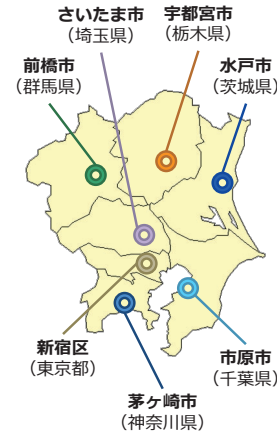 さいたま市
（埼玉県）
宇都宮市
（栃木県）
前橋市
（群馬県）
水戸市
（茨城県）
新宿区
（東京都）
市原市
（千葉県）
茅ヶ崎市
（神奈川県）